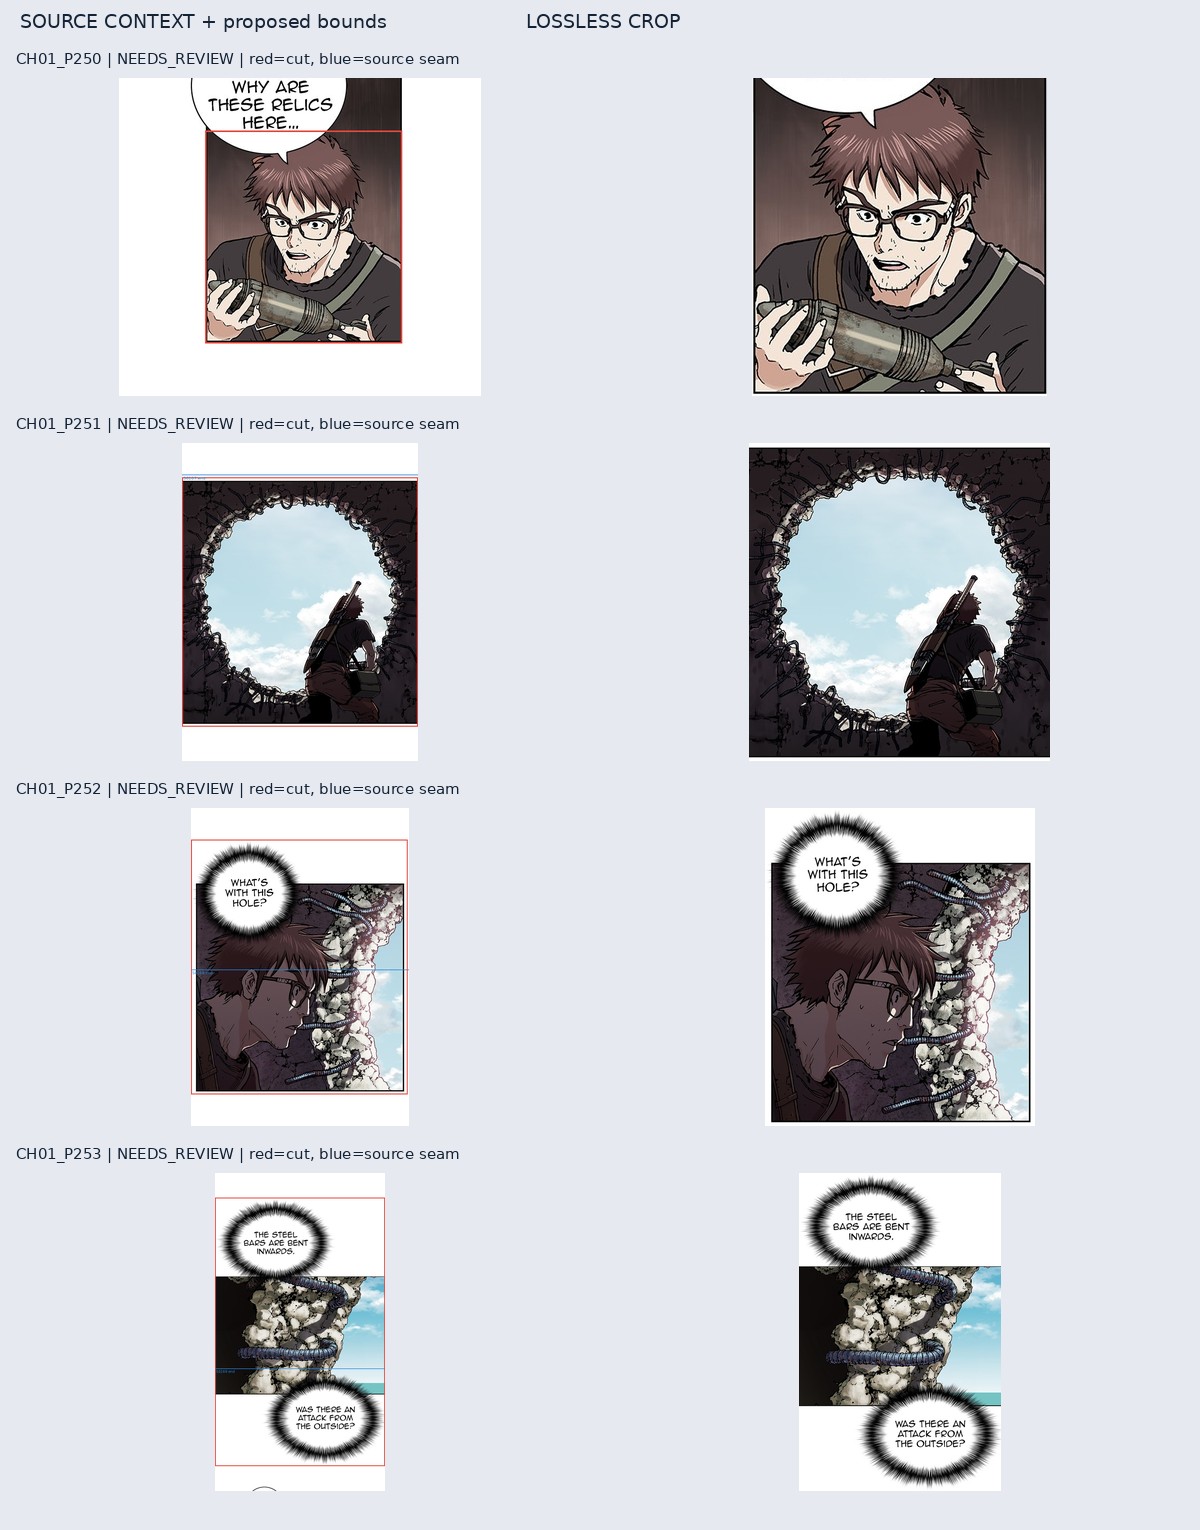 SOURCE CONTEXT + proposed bounds
LOSSLESS CROP
CH01_P250 | NEEDS_REVIEW | red=cut, blue=source seam
WHY ARE
THESE RELICS
HERE...
CH01_P251 | NEEDS_REVIEW | red=cut, blue=source seam
CH01_P252 | NEEDS_REVIEW | red=cut, blue=source seam
WHAT'S
WITH THIS
HOLE?
WHAT'S
WITH THIS
HOLE?
CH01_P253 | NEEDS_REVIEW | red=cut, blue=source seam
THE STEEL
BARS ARE BENT
INWARDS.
WAS THERE AN
ATTACK FROM
THE OUTSIDE?
THE STEEL
BARS ARE BENT
INWARDS.
WAS THERE AN
ATTACK FROM
THE OUTSIDE?